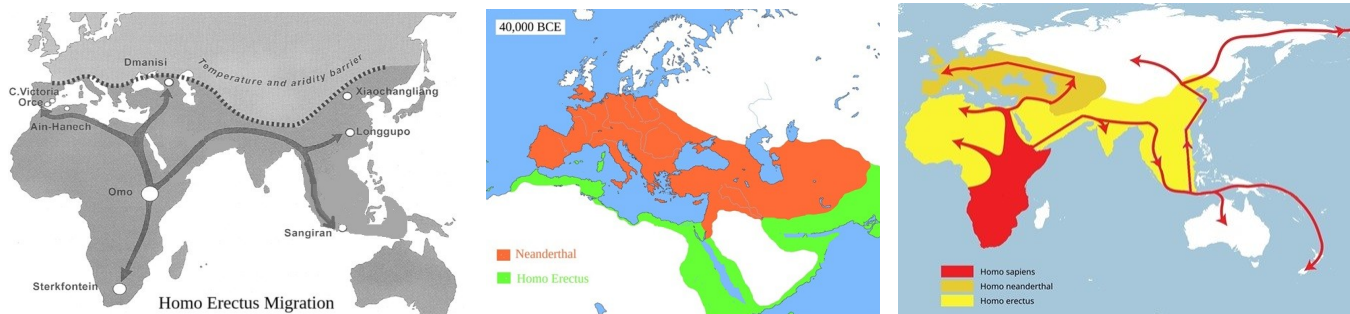 Dmanisi
Temperature and aridity barrier
C.Victoria
Orce
Xiaochangliang
Ain-Hanech
Longgupo
Omo
Sangiran
Sterkfontein
Homo Erectus Migration
40,000 BCE
Neanderthal
Homo Erectus
Homo sapiens
Homo neanderthal
Homo erectus